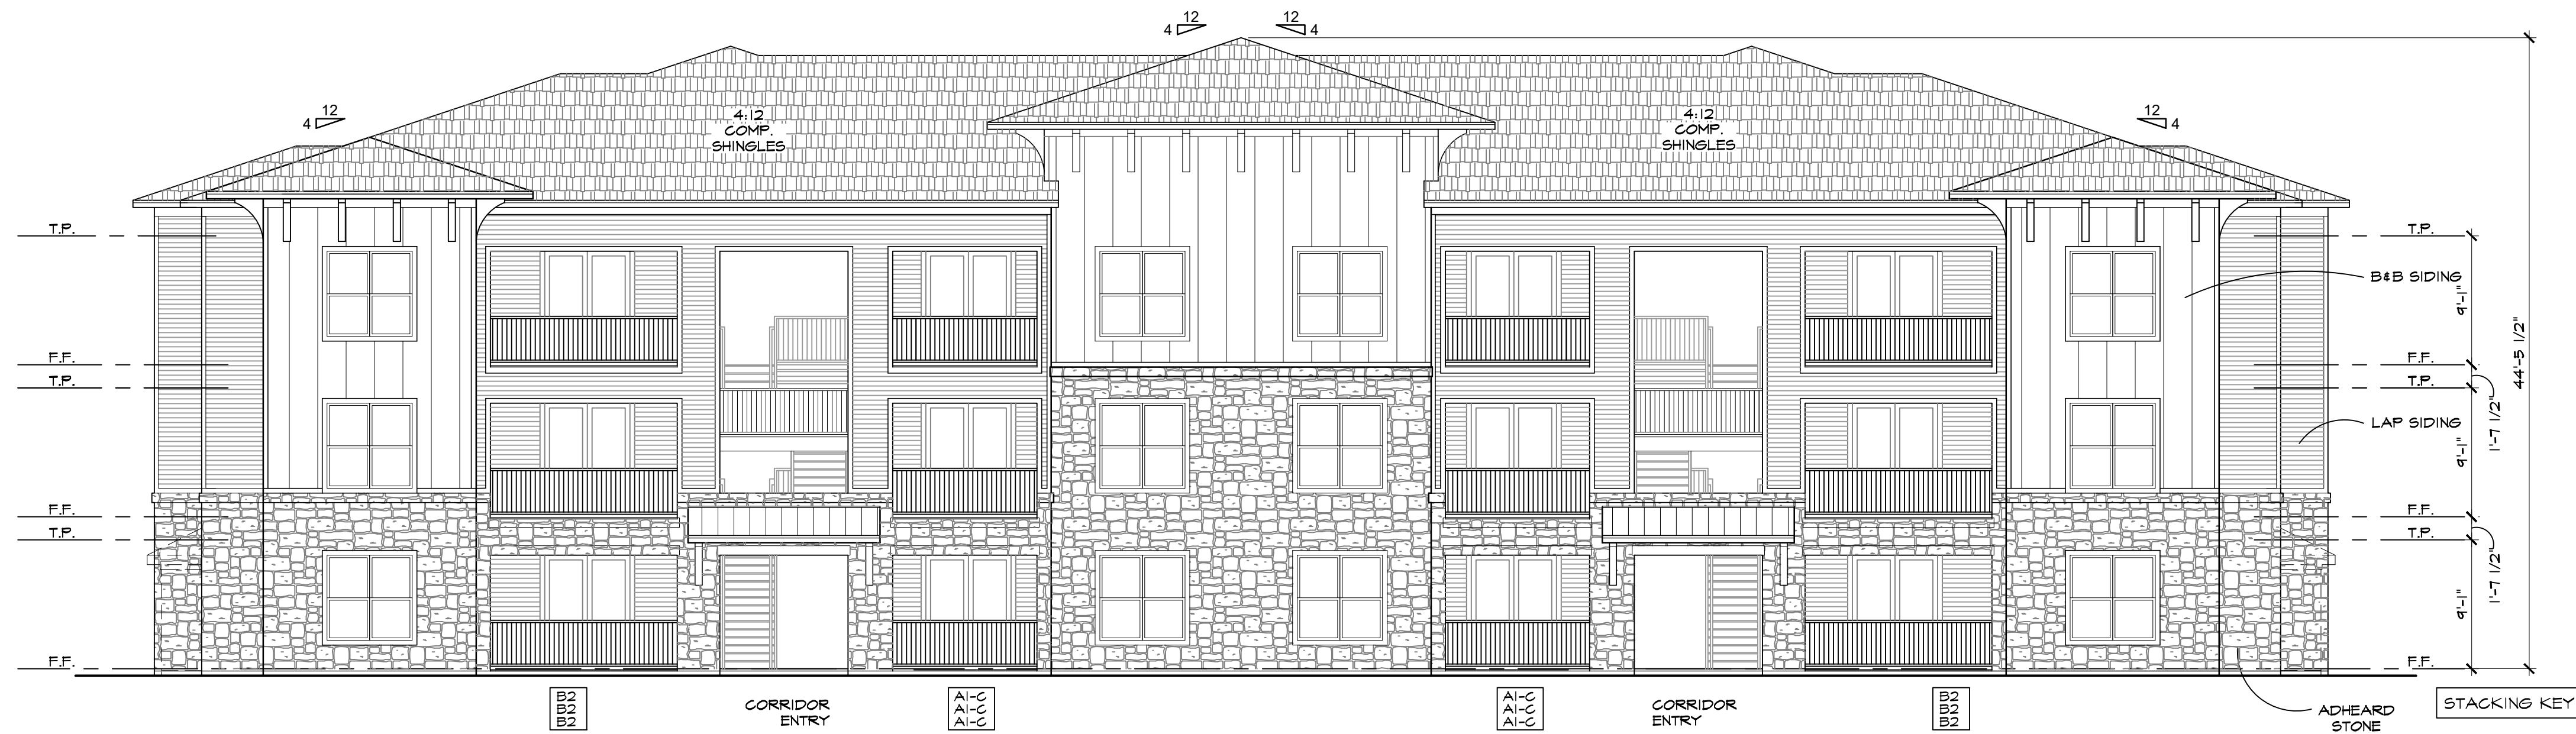 12
4
12
4
12
4
12
4
4:12
COMP.
SHINGLES
4:12
COMP.
SHINGLES
T.P.
T.P.
B&B SIDING
9'-1"
44'-5 1/2"
F.F.
F.F.
T.P.
T.P.
1'-7 1/2"
LAP SIDING
9'-1"
F.F.
F.F.
T.P.
T.P.
1'-7 1/2"
9'-1"
F.F.
F.F.
B2
B2
B2
CORRIDOR
ENTRY
A1-C
A1-C
A1-C
A1-C
A1-C
A1-C
CORRIDOR
ENTRY
B2
B2
B2
ADHEARD
STONE
STACKING KEY